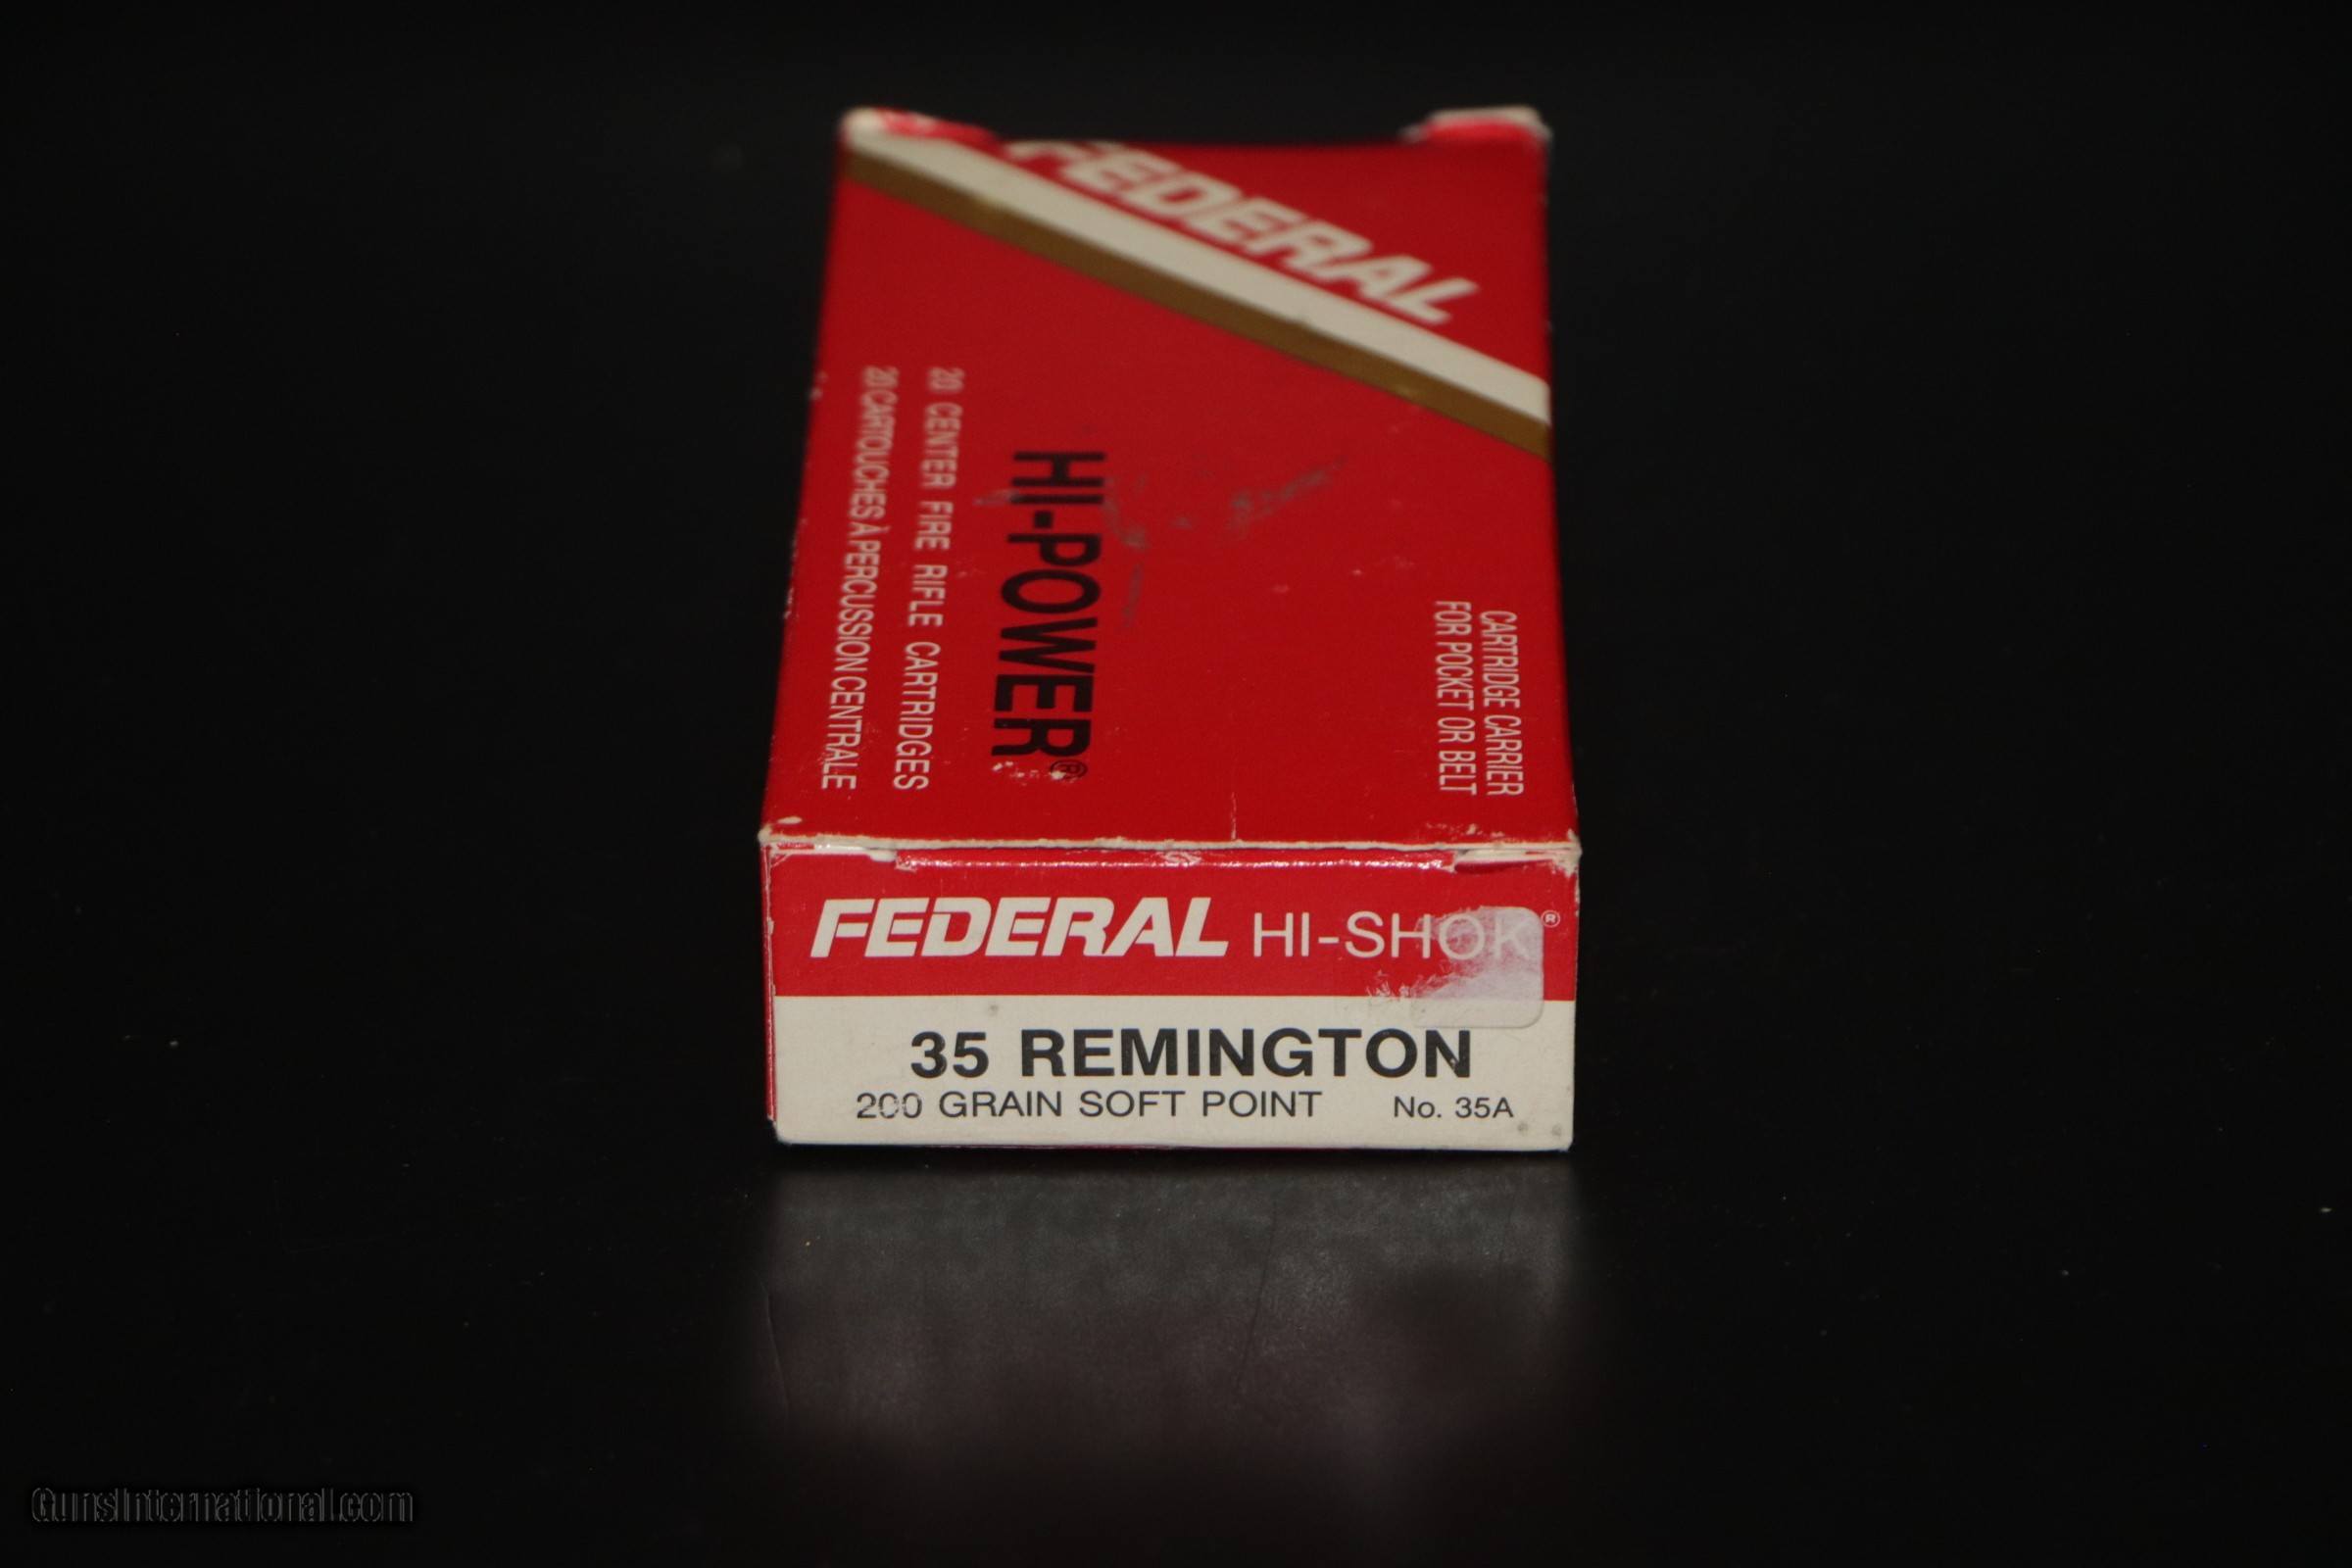 FEDERAL
CARTRIDGE CARRIER
FOR POCKET OR BELT
HI-POWER®
20 CENTER FIRE RIFLE CARTRIDGES
20 CARTOUCHES À PERCUSSION CENTRALE
FEDERAL HI-SHOK®
35 REMINGTON
200 GRAIN SOFT POINT No. 35A
GunsInternational.com